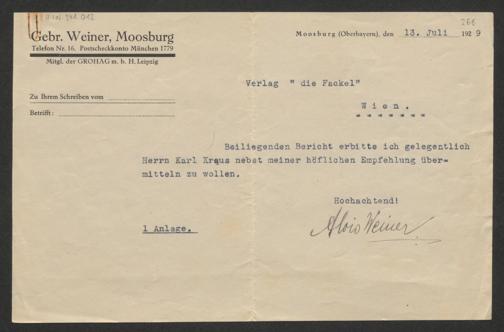 266
Gebr. Weiner, Moosburg
Telefon Nr. 16. Postscheckkonto München 1779
Mitgl. der GROHAG m. b. H. Leipzig
Moosburg (Oberbayern), den 13. Juli 1929
Zu Ihrem Schreiben vom
Betrifft:
Verlag " die Fackel"
Wien.
Beiliegenden Bericht erbitte ich gelegentlich
Herrn Karl Kraus nebst meiner höflichen Empfehlung über-
mitteln zu wollen.
Hochachtend!
Alois Weiner
1 Anlage.